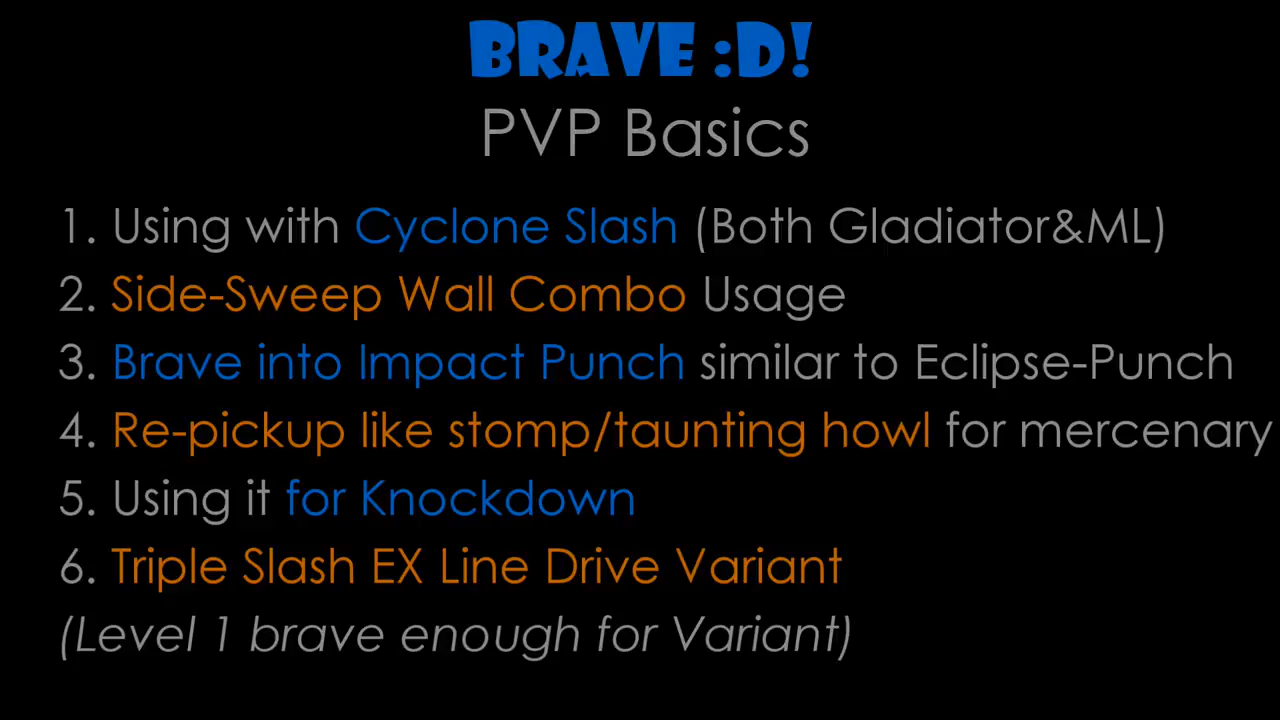 BRAVE :D!
PVP Basics
1. Using with Cyclone Slash (Both Gladiator&ML)
2. Side-Sweep Wall Combo Usage
3. Brave into Impact Punch similar to Eclipse-Punch
4. Re-pickup like stomp/taunting howl for mercenary
5. Using it for Knockdown
6. Triple Slash EX Line Drive Variant
(Level 1 brave enough for Variant)